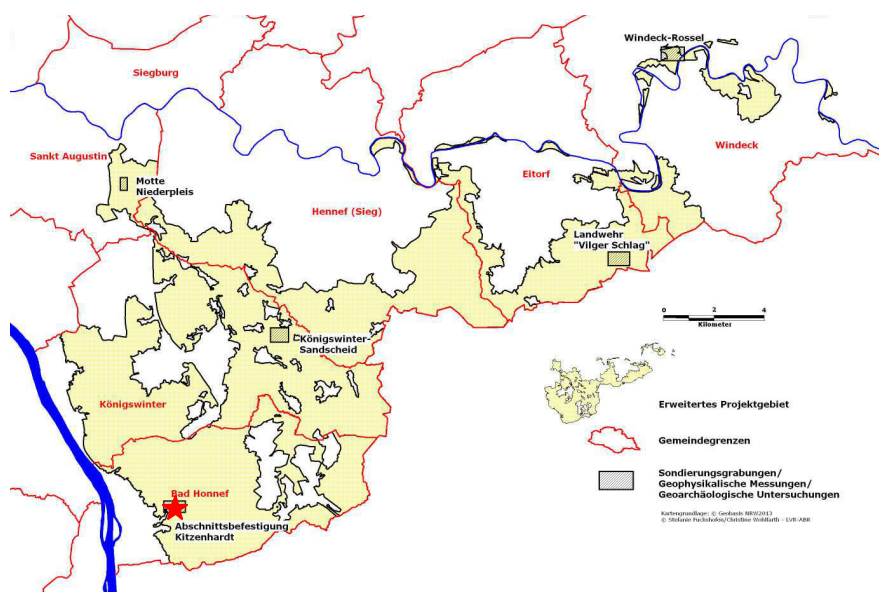 Windeck-Rossel
Siegburg
Sankt Augustin
Windeck
Eitorf
Motte
Niederpleis
Hennef (Sieg)
Landwehr
"Vilger Schlag"
Königswinter-
Sandscheid
0 2 4
Kilometer
Königswinter
Erweitertes Projektgebiet
Gemeindegrenzen
Bad Honnef
Abschnittsbefestigung
Kitzenhardt
Sondierungsgrabungen/
Geophysikalische Messungen/
Geoarchäologische Untersuchungen
Kartengrundlage: © Geobasis NRW2013
© Stefanie Fuchshofen/Christine Wohlfarth - LVR-ABR